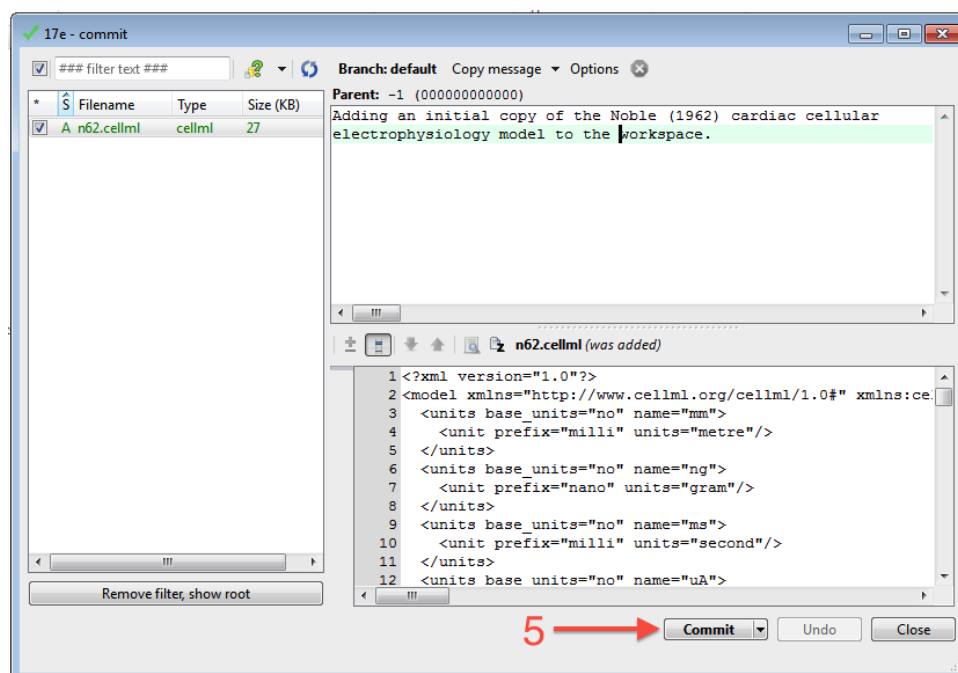 17e - commit
### filter text ###
Branch: default Copy message Options
Parent: -1 (000000000000)
* S Filename Type Size (KB)
A n62.cellml cellml 27
Adding an initial copy of the Noble (1962) cardiac cellular
electrophysiology model to the workspace.
n62.cellml (was added)
1 <?xml version="1.0"?>
2 <model xmlns="http://www.cellml.org/cellml/1.0#" xmlns:ce
3 <units base_units="no" name="mm">
4 <unit prefix="milli" units="metre"/>
5 </units>
6 <units base_units="no" name="ng">
7 <unit prefix="nano" units="gram"/>
8 </units>
9 <units base_units="no" name="ms">
10 <unit prefix="milli" units="second"/>
11 </units>
12 <units base units="no" name="uA">
Remove filter, show root
5
Commit Undo Close